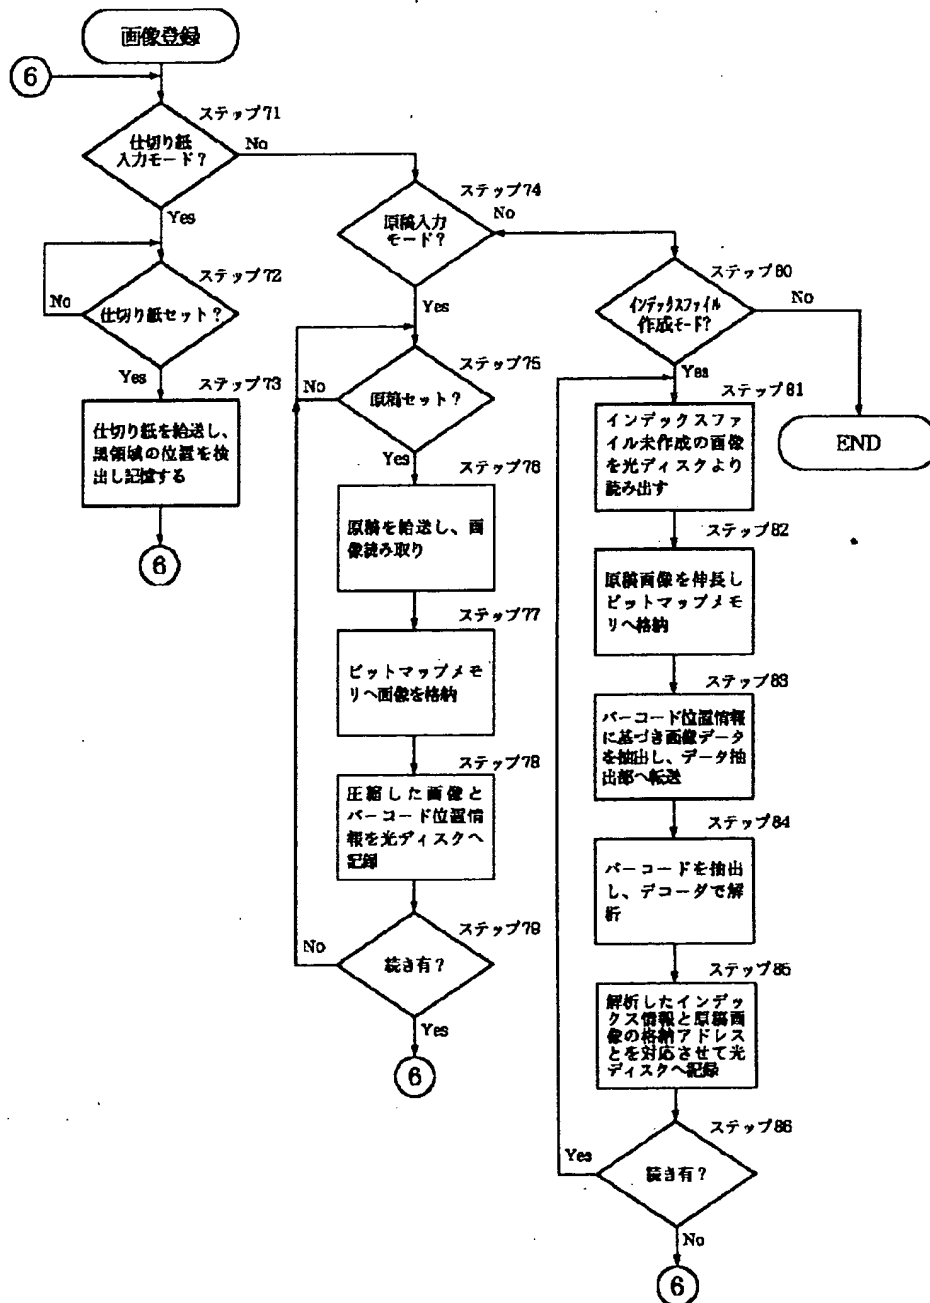 画像登録
6
ステップ71
仕切り紙
入力モード？
No
Yes
ステップ72
仕切り紙セット？
No
Yes
ステップ73
仕切り紙を給送し、
黒領域の位置を検
出し記憶する
6
ステップ74
原稿入力
モード？
No
Yes
ステップ75
原稿セット？
No
Yes
ステップ76
原稿を給送し、画
像読み取り
ステップ77
ビットマップメモ
リへ画像を格納
ステップ78
圧縮した画像と
バーコード位置情
報を光ディスクへ
記録
ステップ79
続き有？
No
Yes
6
ステップ80
インデックスファイル
作成モード?
No
Yes
END
ステップ81
インデックスファ
イル未作成の画像
を光ディスクより
読み出す
ステップ82
原稿画像を伸長し
ビットマップメモ
リへ格納
ステップ83
バーコード位置情報
に基づき画像データ
を抽出し、データ抽
出部へ転送
ステップ84
バーコードを抽出
し、デコーダで解
析
ステップ85
解析したインデッ
クス情報と原稿画
像の格納アドレス
とを対応させて光
ディスクへ記録
ステップ86
続き有？
Yes
No
6